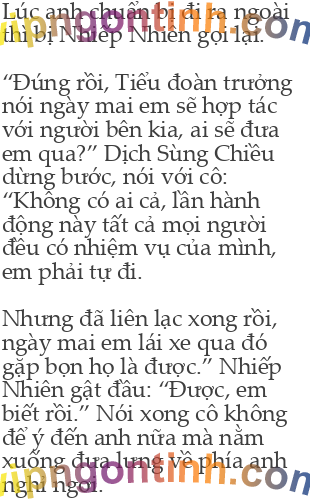 Lúc anh chuẩn bị đi ra ngoài
thì bị Nhiếp Nhiên gọi lại.
vipngontinh.com
“Đúng rồi, Tiểu đoàn trưởng
nói ngày mai em sẽ hợp tác
với người bên kia, ai sẽ đưa
em qua?” Dịch Sùng Chiều
dừng bước, nói với cô:
“Không có ai cả, lần hành
động này tất cả mọi người
đều có nhiệm vụ của mình,
em phải tự đi.
Nhưng đã liên lạc xong rồi,
ngày mai em lái xe qua đó
gặp bọn họ là được.” Nhiếp
Nhiên gật đầu: “Được, em
biết rồi.” Nói xong cô không
để ý đến anh nữa mà nằm
xuống đưa lưng về phía anh
nghỉ ngơi.
vipngontinh.com